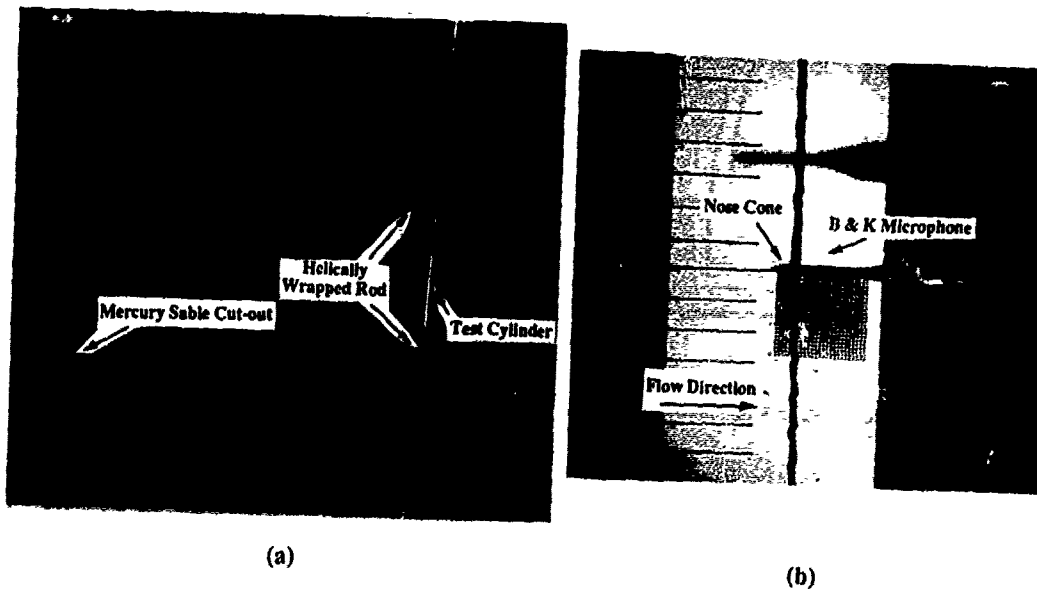 Helically
Wrapped Rod
Mercury Sable Cut-out
Test Cylinder
(a)
Nose Cone
B & K Microphone
Flow Direction
(b)